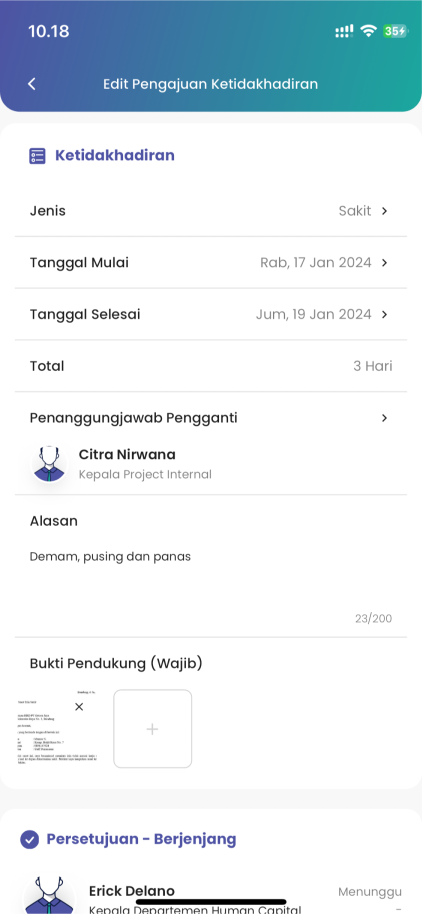 10.18
35
Edit Pengajuan Ketidakhadiran
Ketidakhadiran
Jenis
Sakit
Tanggal Mulai
Rab, 17 Jan 2024
Tanggal Selesai
Jum, 19 Jan 2024
Total
3 Hari
Penanggungjawab Pengganti
Citra Nirwana
Kepala Project Internal
Alasan
Demam, pusing dan panas
23/200
Bukti Pendukung (Wajib)
Persetujuan - Berjenjang
Erick Delano
Menunggu
Kepala Departemen Human Capital
-